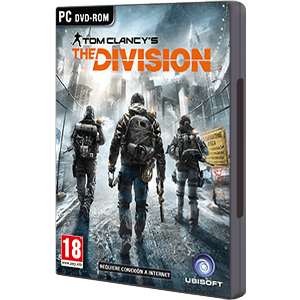 PC DVD-ROM
TOM CLANCY'S
THE DIVISION
18
REQUIERE CONEXIÓN A INTERNET
UBISOFT